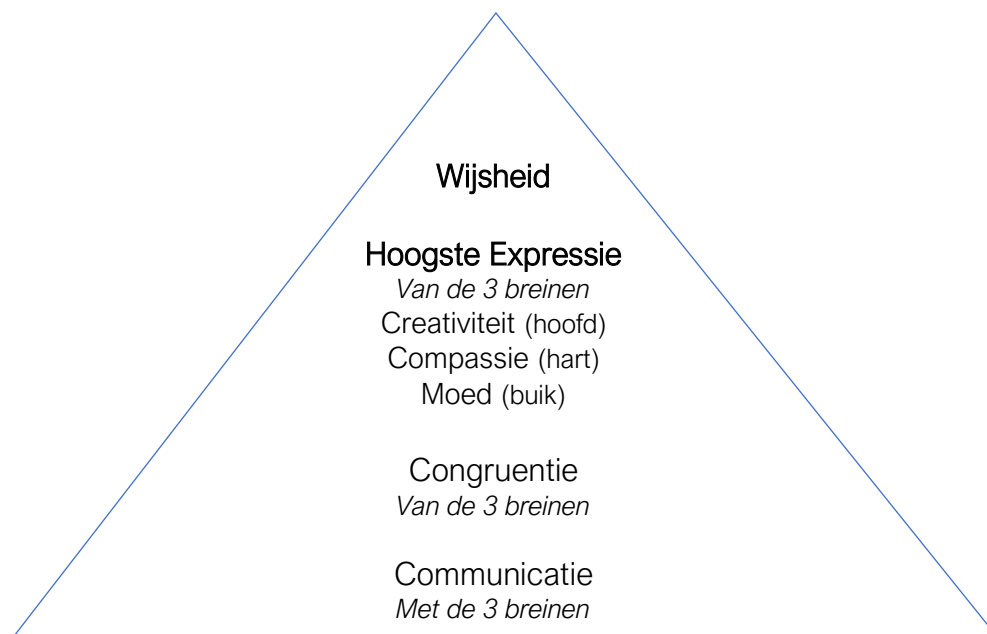 Wijsheid
Hoogste Expressie
Van de 3 breinen
Creativiteit (hoofd)
Compassie (hart)
Moed (buik)
Congruentie
Van de 3 breinen
Communicatie
Met de 3 breinen